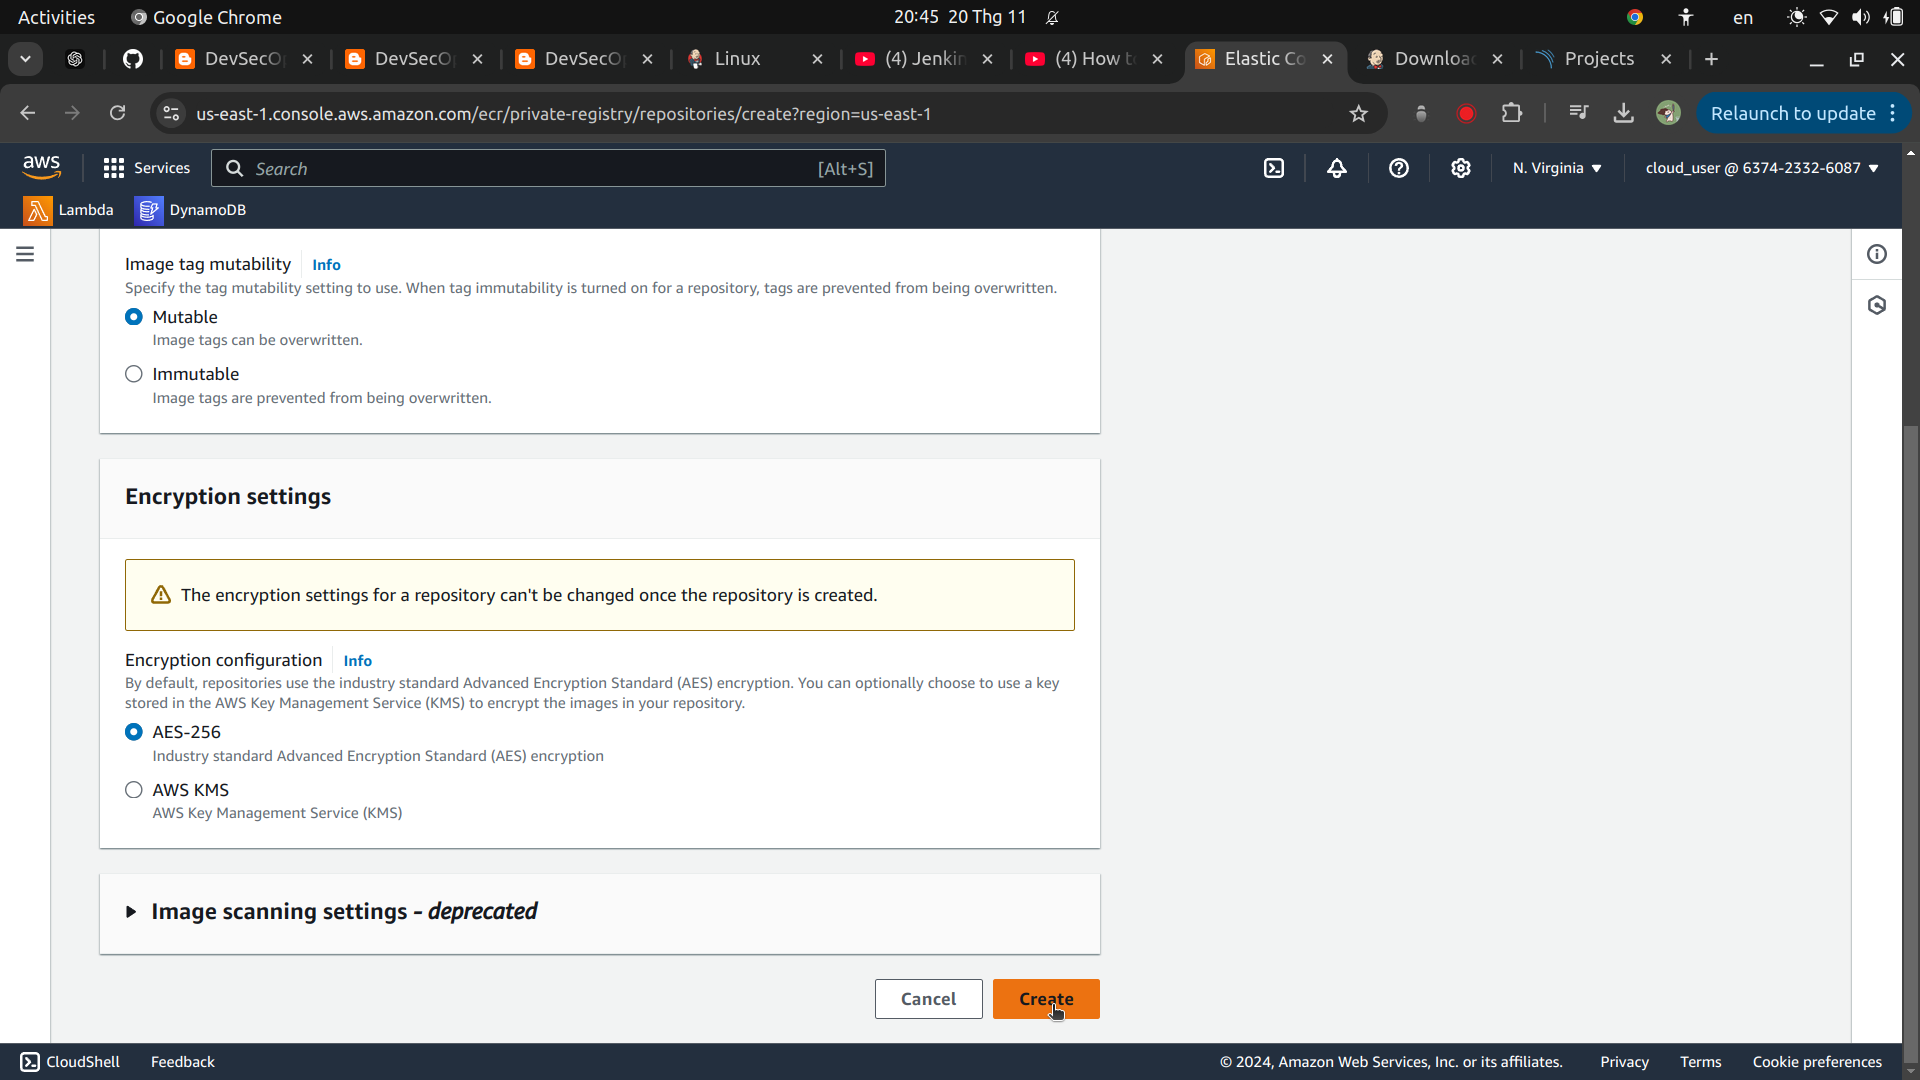 Activities
Google Chrome
20:45 20 Thg 11
en
DevSecO
DevSecO
DevSecO
Linux
(4) Jenkin
(4) How t
Elastic Co
Downloa
Projects
us-east-1.console.aws.amazon.com/ecr/private-registry/repositories/create?region=us-east-1
Relaunch to update
aws
Services
Search
[Alt+S]
N. Virginia
cloud_user @ 6374-2332-6087
Lambda
DynamoDB
Image tag mutability
Info
Specify the tag mutability setting to use. When tag immutability is turned on for a repository, tags are prevented from being overwritten.
Mutable
Image tags can be overwritten.
Immutable
Image tags are prevented from being overwritten.
Encryption settings
The encryption settings for a repository can't be changed once the repository is created.
Encryption configuration
Info
By default, repositories use the industry standard Advanced Encryption Standard (AES) encryption. You can optionally choose to use a key
stored in the AWS Key Management Service (KMS) to encrypt the images in your repository.
AES-256
Industry standard Advanced Encryption Standard (AES) encryption
AWS KMS
AWS Key Management Service (KMS)
Image scanning settings - deprecated
Cancel
Create
CloudShell
Feedback
© 2024, Amazon Web Services, Inc. or its affiliates.
Privacy
Terms
Cookie preferences